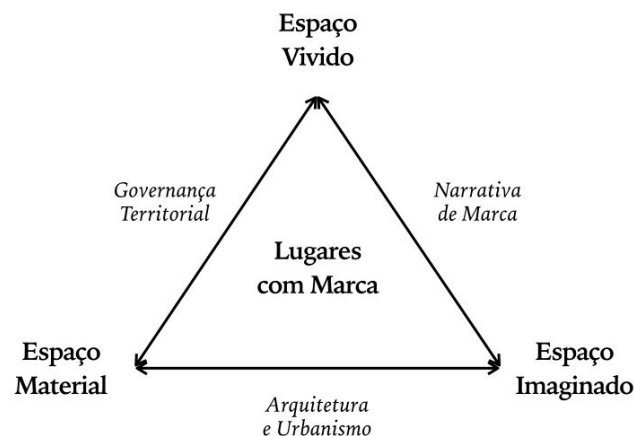 Espaço
Vivido
Governança
Territorial
Narrativa
de Marca
Lugares
com Marca
Espaço
Material
Espaço
Imaginado
Arquitetura
e Urbanismo